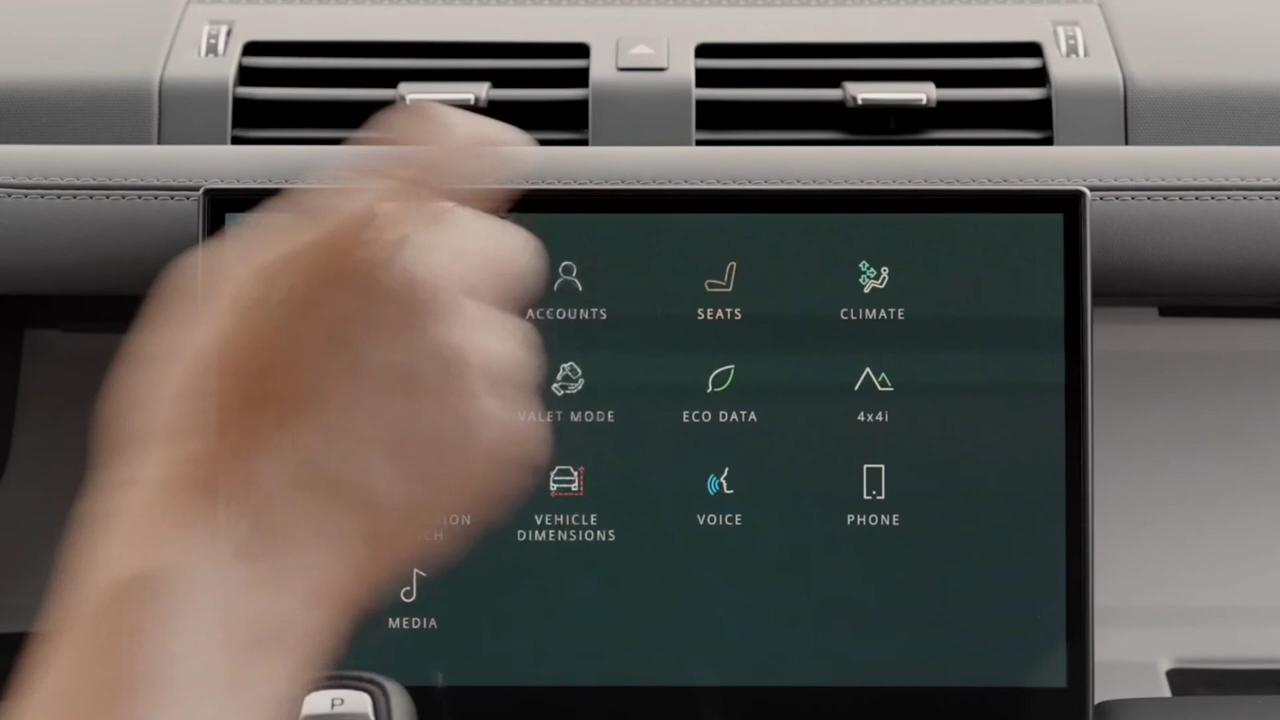 ACCOUNTS
SEATS
CLIMATE
VALET MODE
ECO DATA
4x4i
VEHICLE
DIMENSIONS
VOICE
PHONE
MEDIA
P